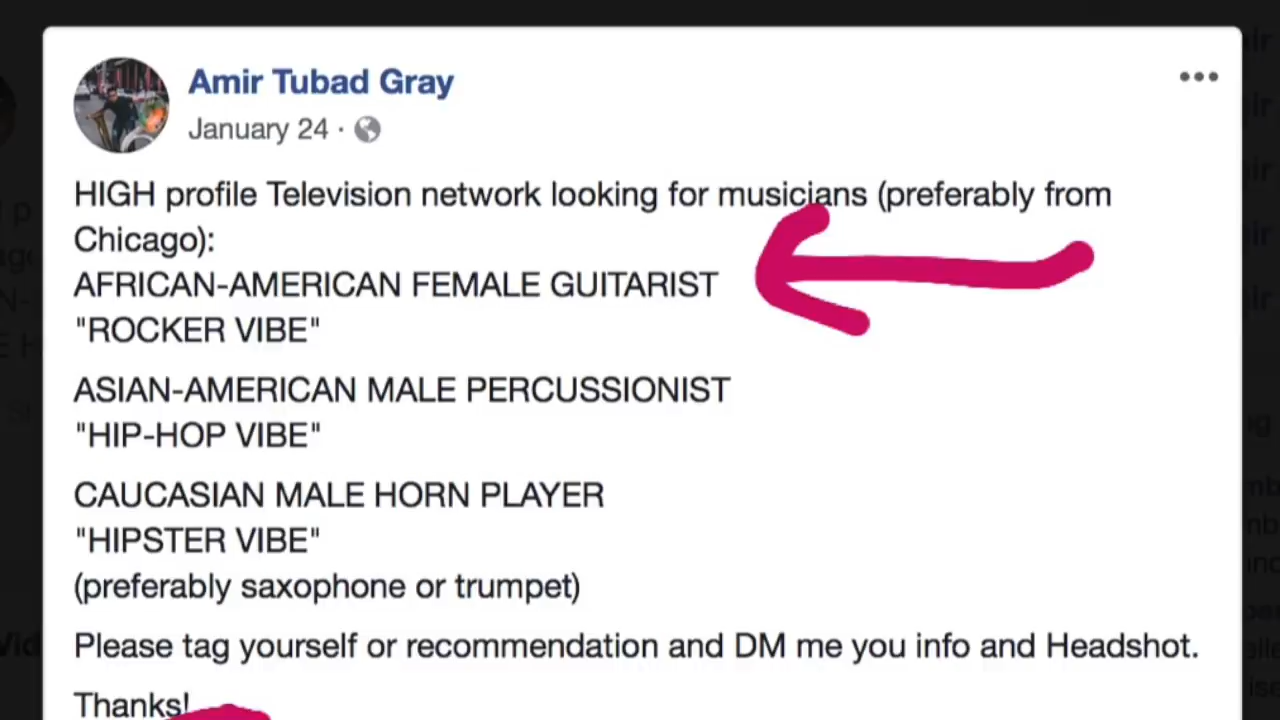 Amir Tubad Gray
January 24 ·
HIGH profile Television network looking for musicians (preferably from
Chicago):
AFRICAN-AMERICAN FEMALE GUITARIST
"ROCKER VIBE"
ASIAN-AMERICAN MALE PERCUSSIONIST
"HIP-HOP VIBE"
CAUCASIAN MALE HORN PLAYER
"HIPSTER VIBE"
(preferably saxophone or trumpet)
Please tag yourself or recommendation and DM me you info and Headshot.
Thanks!